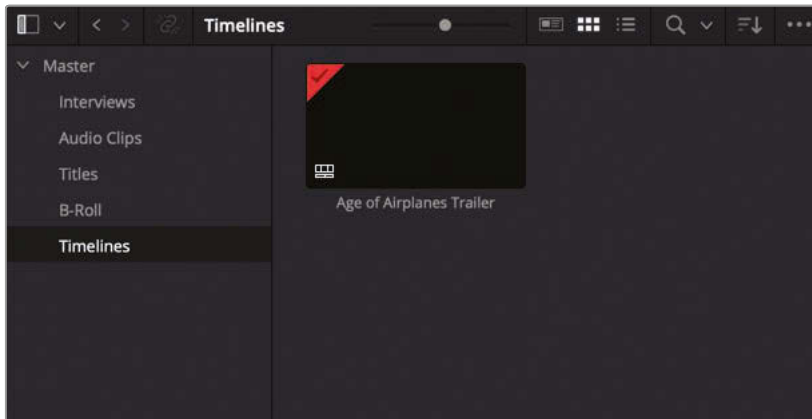 Timelines
Master
Interviews
Audio Clips
Titles
B-Roll
Timelines
Age of Airplanes Trailer